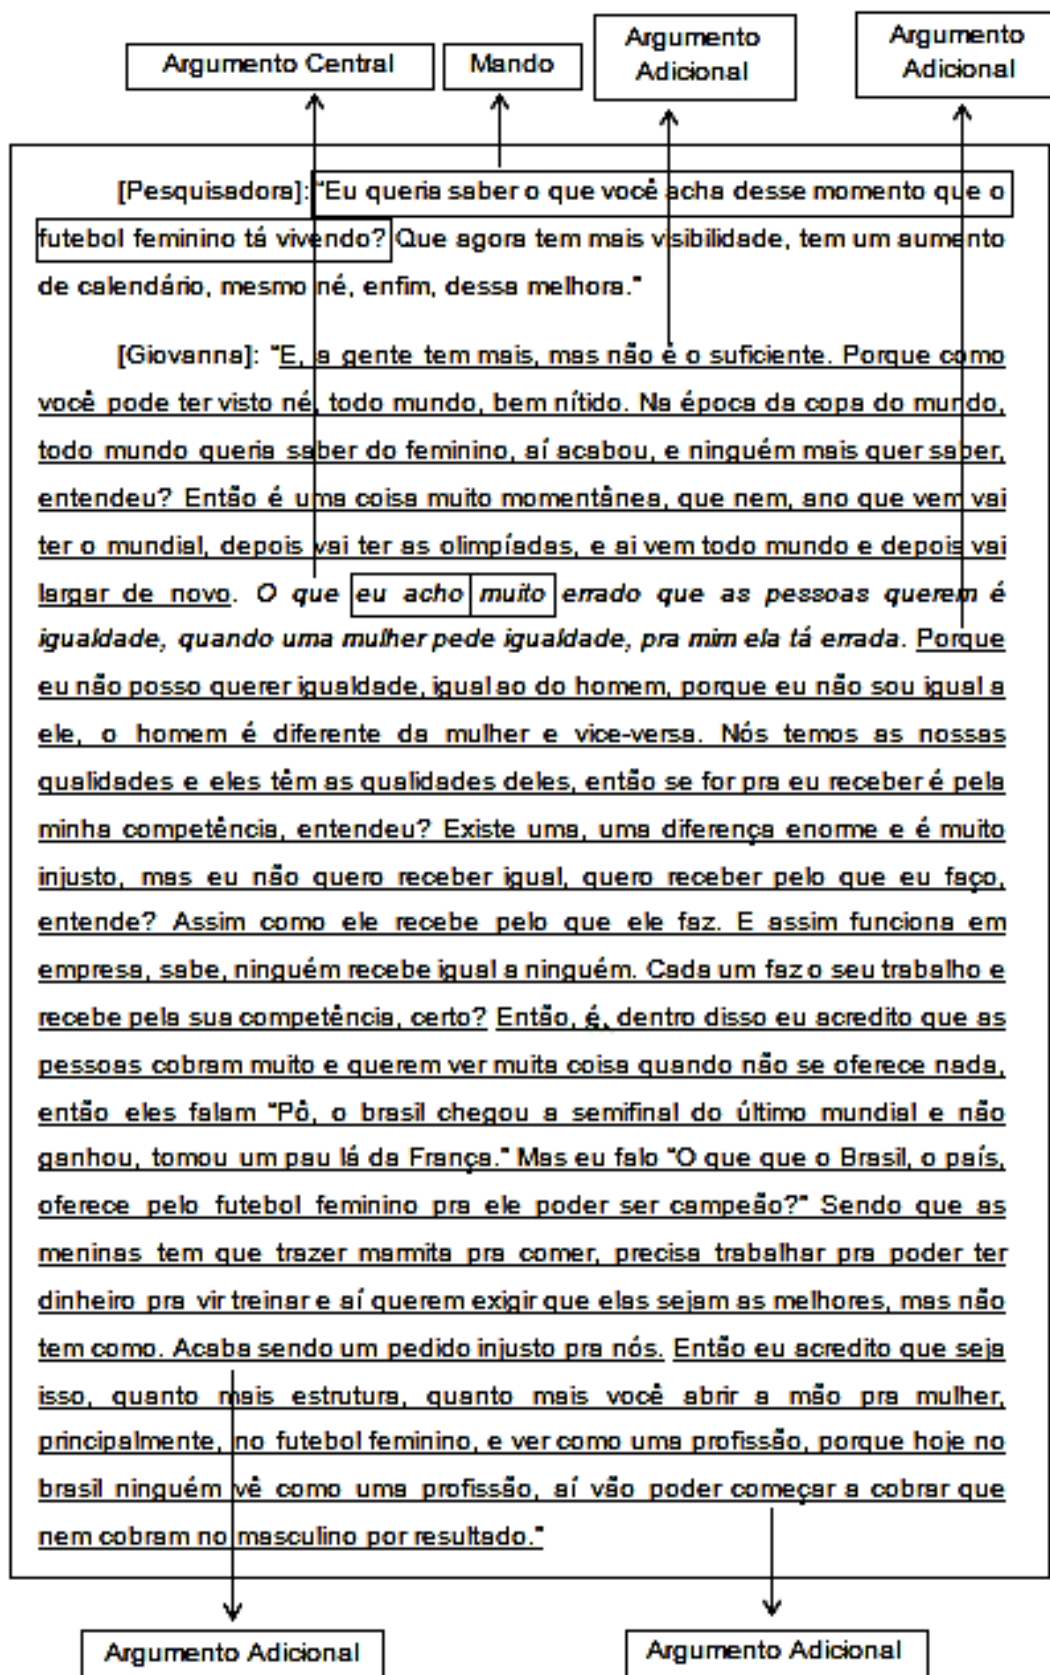 Argumento Central
Mando
Argumento
Adicional
Argumento
Adicional
[Pesquisadora]: "Eu queria saber o que você acha desse momento que o
futebol feminino tá vivendo? Que agora tem mais visibilidade, tem um aumento
de calendário, mesmo né, enfim, dessa melhora."
[Giovanna]: "E, a gente tem mais, mas não é o suficiente. Porque como
você pode ter visto né, todo mundo, bem nítido. Na época da copa do mundo,
todo mundo queria saber do feminino, aí acabou, e ninguém mais quer saber,
entendeu? Então é uma coisa muito momentânea, que nem, ano que vem vai
ter o mundial, depois vai ter as olimpíadas, e ai vem todo mundo e depois vai
largar de novo. O que eu acho muito errado que as pessoas querem é
igualdade, quando uma mulher pede igualdade, pra mim ela tá errada. Porque
eu não posso querer igualdade, igual ao do homem, porque eu não sou igual a
ele, o homem é diferente da mulher e vice-versa. Nós temos as nossas
qualidades e eles têm as qualidades deles, então se for pra eu receber é pela
minha competência, entendeu? Existe uma, uma diferença enorme e é muito
injusto, mas eu não quero receber igual, quero receber pelo que eu faço,
entende? Assim como ele recebe pelo que ele faz. E assim funciona em
empresa, sabe, ninguém recebe igual a ninguém. Cada um faz o seu trabalho e
recebe pela sua competência, certo? Então, é, dentro disso eu acredito que as
pessoas cobram muito e querem ver muita coisa quando não se oferece nada,
então eles falam "Pô, o brasil chegou a semifinal do último mundial e não
ganhou, tomou um pau lá da França." Mas eu falo "O que que o Brasil, o país,
oferece pelo futebol feminino pra ele poder ser campeão?" Sendo que as
meninas tem que trazer marmita pra comer, precisa trabalhar pra poder ter
dinheiro pra vir treinar e aí querem exigir que elas sejam as melhores, mas não
tem como. Acaba sendo um pedido injusto pra nós. Então eu acredito que seja
isso, quanto mais estrutura, quanto mais você abrir a mão pra mulher,
principalmente, no futebol feminino, e ver como uma profissão, porque hoje no
brasil ninguém vê como uma profissão, aí vão poder começar a cobrar que
nem cobram no masculino por resultado."
Argumento Adicional
Argumento Adicional